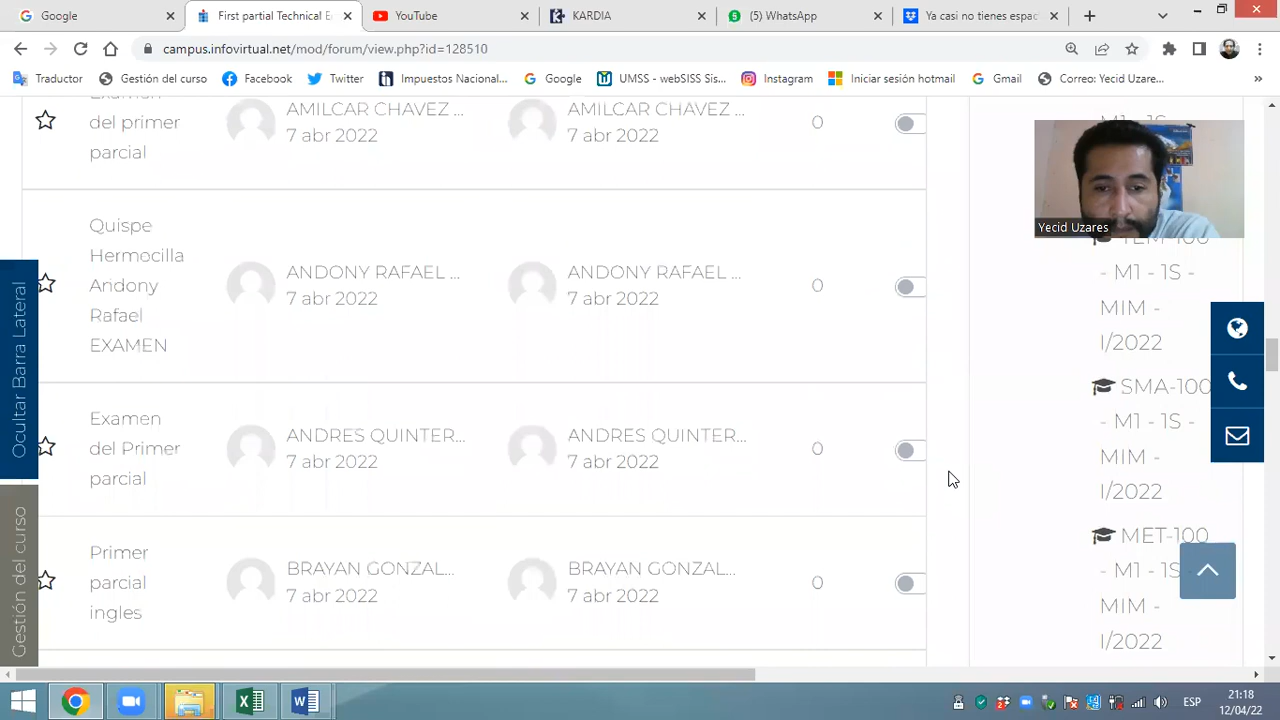 Google
First partial Technical E
YouTube
KARDIA
(5) WhatsApp
Ya casi no tienes espac
campus.infovirtual.net/mod/forum/view.php?id=128510
Traductor
Gestión del curso
Facebook
Twitter
Impuestos Nacional...
Google
UMSS - webSISS Sis...
Instagram
Iniciar sesión hotmail
Gmail
Correo: Yecid Uzare...
»
Examen
del primer
parcial
AMILCAR CHAVEZ ...
7 abr 2022
AMILCAR CHAVEZ ...
7 abr 2022
0
Quispe
Hermocilla
Andony
Rafael
EXAMEN
ANDONY RAFAEL ...
7 abr 2022
ANDONY RAFAEL ...
7 abr 2022
0
Examen
del Primer
parcial
ANDRES QUINTER...
7 abr 2022
ANDRES QUINTER...
7 abr 2022
0
Primer
parcial
ingles
BRAYAN GONZAL...
7 abr 2022
BRAYAN GONZAL...
7 abr 2022
0
Ocultar Barra Lateral
Gestión del curso
Yecid Uzares
- M1 - 1S -
MIM -
I/2022
SMA-100
- M1 - 1S -
MIM -
I/2022
MET-100
- M1 - 1S
MIM -
I/2022
ESP
21:18
12/04/22